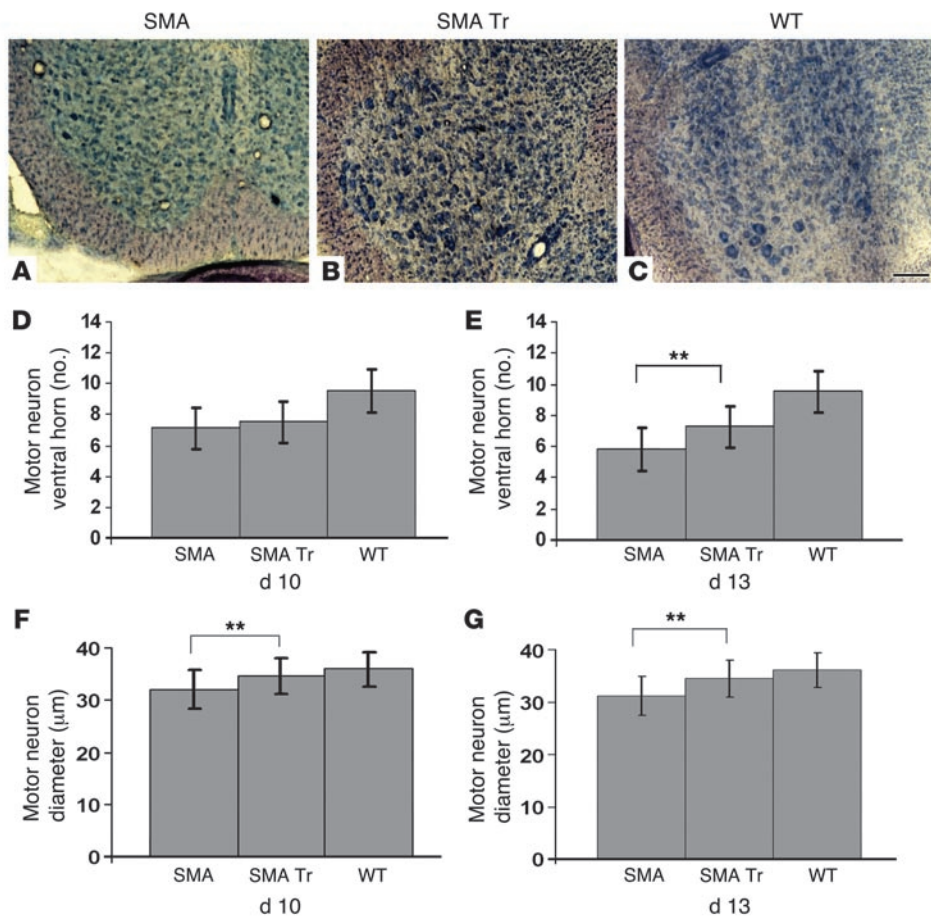 SMA
SMA Tr
WT
A
B
C
D
14
12
10
8
6
4
2
0
Motor neuron
ventral horn (no.)
SMA
SMA Tr
WT
d 10
E
14
12
10
8
6
4
2
0
Motor neuron
ventral horn (no.)
**
SMA
SMA Tr
WT
d 13
F
40
30
20
10
0
Motor neuron
diameter (μm)
**
SMA
SMA Tr
WT
d 10
G
40
30
20
10
0
Motor neuron
diameter (μm)
**
SMA
SMA Tr
WT
d 13